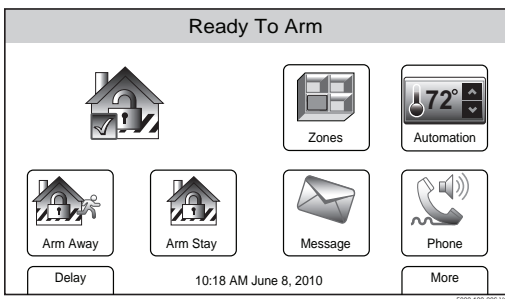 Ready To Arm
72°
Zones
Automation
Arm Away
Arm Stay
Message
Phone
Delay
10:18 AM June 8, 2010
More